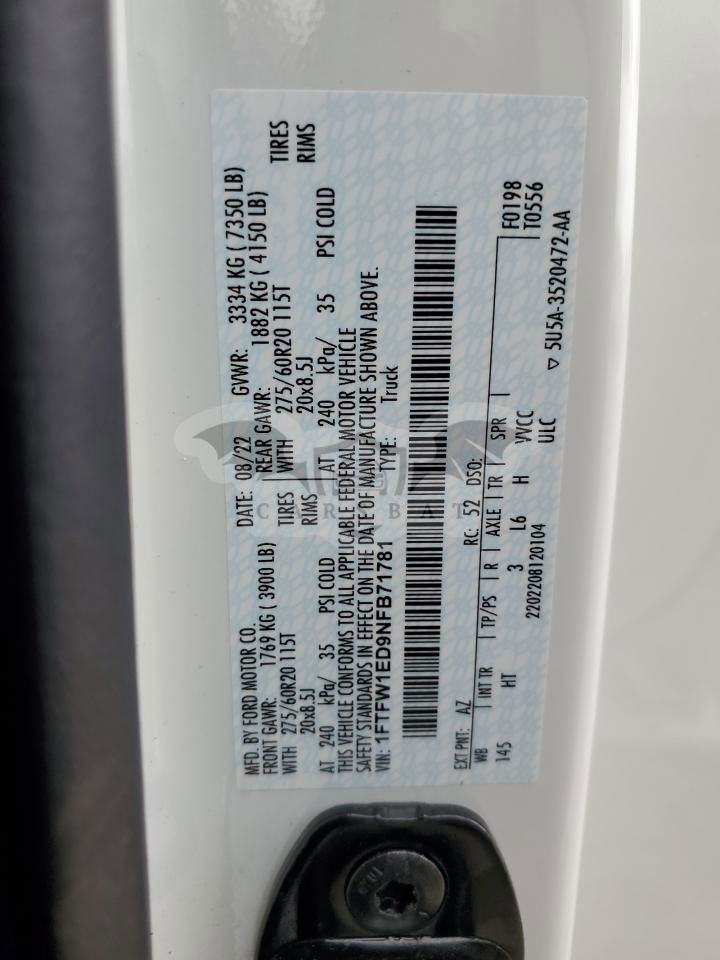 MFD. BY FORD MOTOR CO. DATE: 08/22 GVWR: 3334 KG ( 7350 LB)
FRONT GAWR: 1769 KG ( 3900 LB) REAR GAWR: 1882 KG ( 4150 LB)
WITH 275/60R20 115T TIRES WITH 275/60R20 115T TIRES
20x8.5J RIMS 20x8.5J RIMS
AT 240 kPa/ 35 PSI COLD AT 240 kPa/ 35 PSI COLD
THIS VEHICLE CONFORMS TO ALL APPLICABLE FEDERAL MOTOR VEHICLE
SAFETY STANDARDS IN EFFECT ON THE DATE OF MANUFACTURE SHOWN ABOVE.
VIN: 1FTFW1ED9NFB71781 TYPE: Truck
EXT PNT: AZ RC: 52 DSO:
WB INT TR TP/PS R AXLE TR SPR F0198
145 HT 3 L6 H VVCC T0556
2202208120104 ULC
▽ 5U5A-3520472-AA
CAR BAT